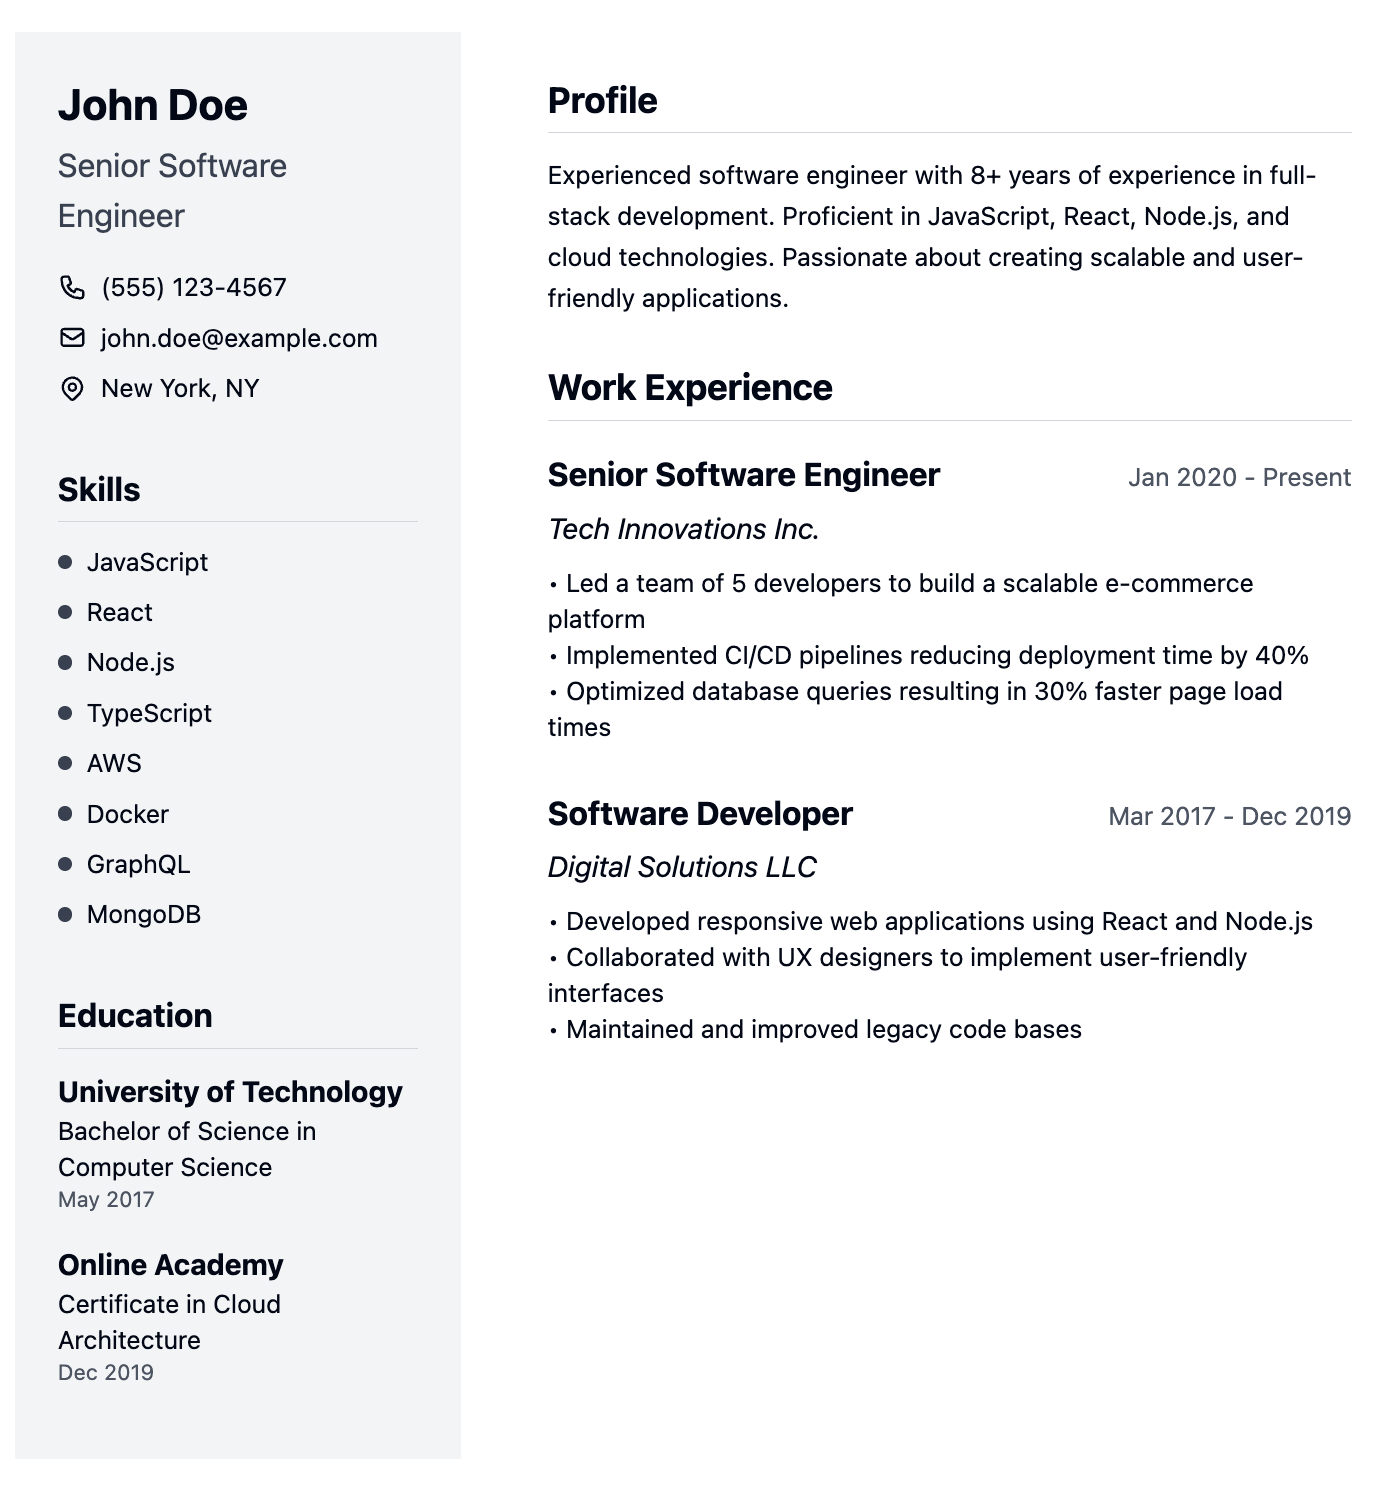 John Doe
Senior Software
Engineer
(555) 123-4567
john.doe@example.com
New York, NY
Skills
JavaScript
React
Node.js
TypeScript
AWS
Docker
GraphQL
MongoDB
Education
University of Technology
Bachelor of Science in
Computer Science
May 2017
Online Academy
Certificate in Cloud
Architecture
Dec 2019
Profile
Experienced software engineer with 8+ years of experience in full-
stack development. Proficient in JavaScript, React, Node.js, and
cloud technologies. Passionate about creating scalable and user-
friendly applications.
Work Experience
Senior Software Engineer Jan 2020 - Present
Tech Innovations Inc.
• Led a team of 5 developers to build a scalable e-commerce
platform
• Implemented CI/CD pipelines reducing deployment time by 40%
• Optimized database queries resulting in 30% faster page load
times
Software Developer Mar 2017 - Dec 2019
Digital Solutions LLC
• Developed responsive web applications using React and Node.js
• Collaborated with UX designers to implement user-friendly
interfaces
• Maintained and improved legacy code bases